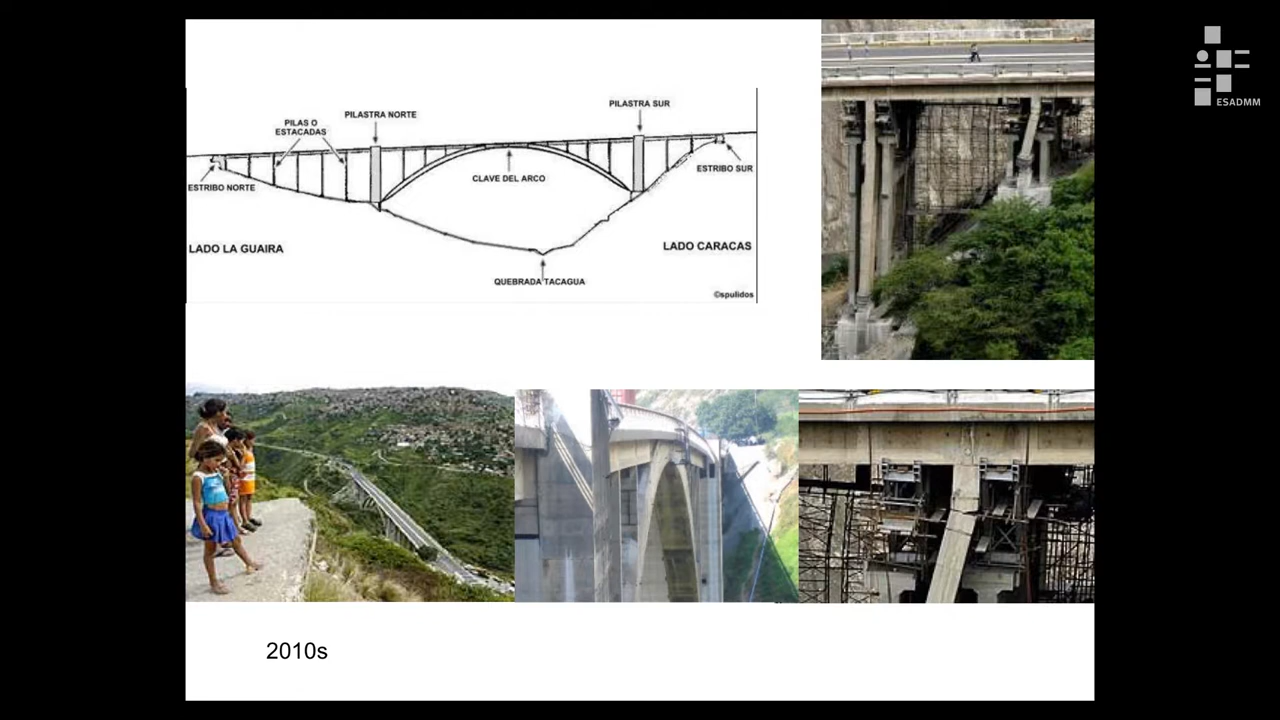 PILASTRA SUR
PILASTRA NORTE
PILAS O
ESTACADAS
ESTRIBO SUR
CLAVE DEL ARCO
ESTRIBO NORTE
LADO LA GUAIRA
LADO CARACAS
QUEBRADA TACAGUA
©spulidos
ESADMM
2010s